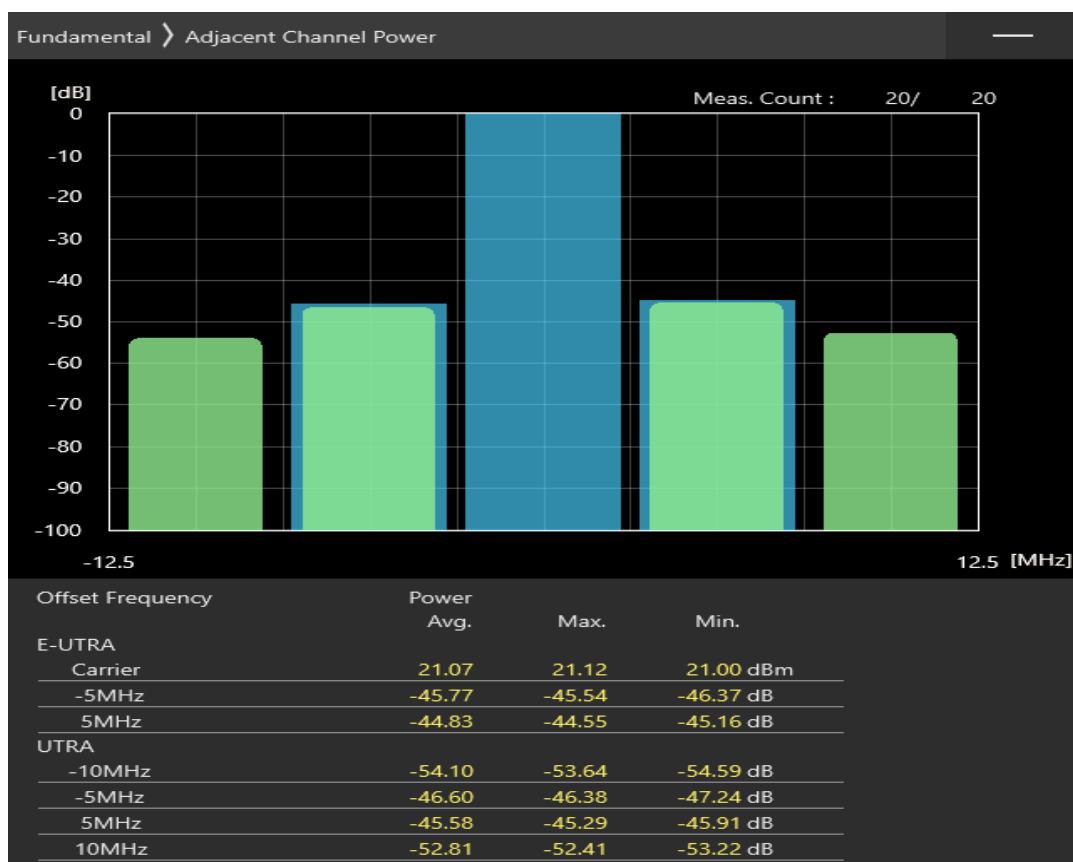 Fundamental ❯ Adjacent Channel Power
[dB]
Meas. Count : 20/ 20
0
-10
-20
-30
-40
-50
-60
-70
-80
-90
-100
-12.5 12.5 [MHz]
Offset Frequency Power
Avg. Max. Min.
E-UTRA
Carrier 21.07 21.12 21.00 dBm
-5MHz -45.77 -45.54 -46.37 dB
5MHz -44.83 -44.55 -45.16 dB
UTRA
-10MHz -54.10 -53.64 -54.59 dB
-5MHz -46.60 -46.38 -47.24 dB
5MHz -45.58 -45.29 -45.91 dB
10MHz -52.81 -52.41 -53.22 dB